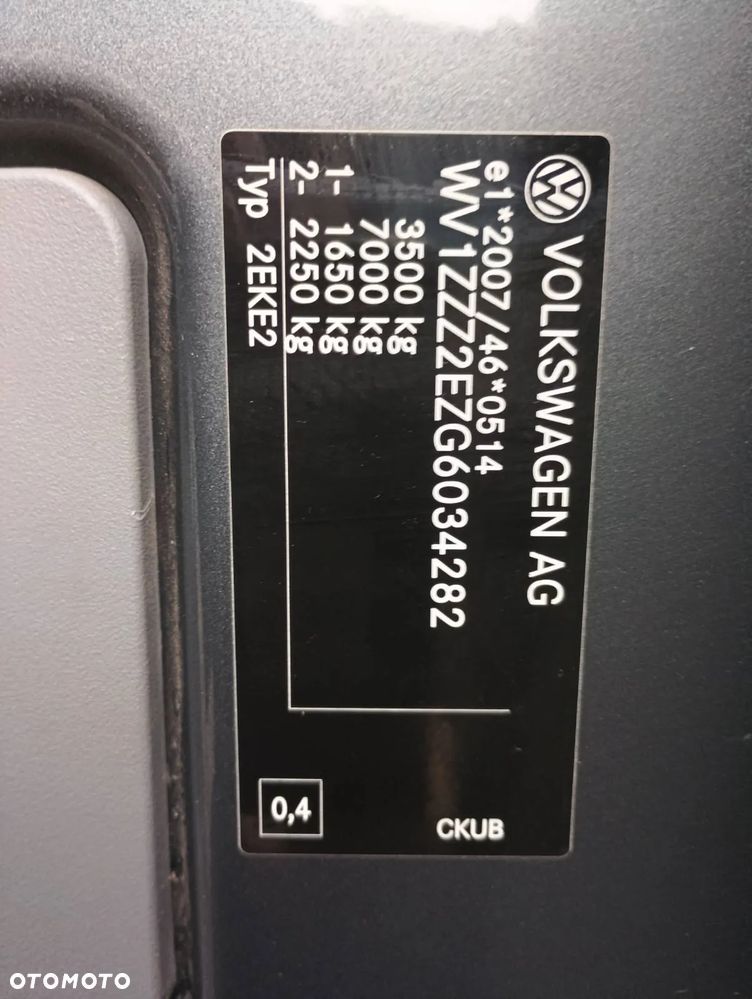 VOLKSWAGEN AG
e1*2007/46*0514
WV1ZZZ2EZG6034282
3500 kg
7000 kg
1- 1650 kg
2- 2250 kg
Typ 2EKE2
CKUB
0,4
OTOMOTO